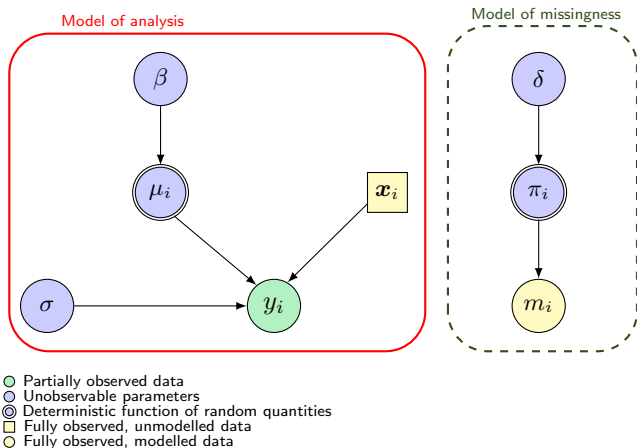 Model of analysis
Model of missingness
β
δ
μi
xi
πi
σ
yi
mi
Partially observed data
Unobservable parameters
Deterministic function of random quantities
Fully observed, unmodelled data
Fully observed, modelled data